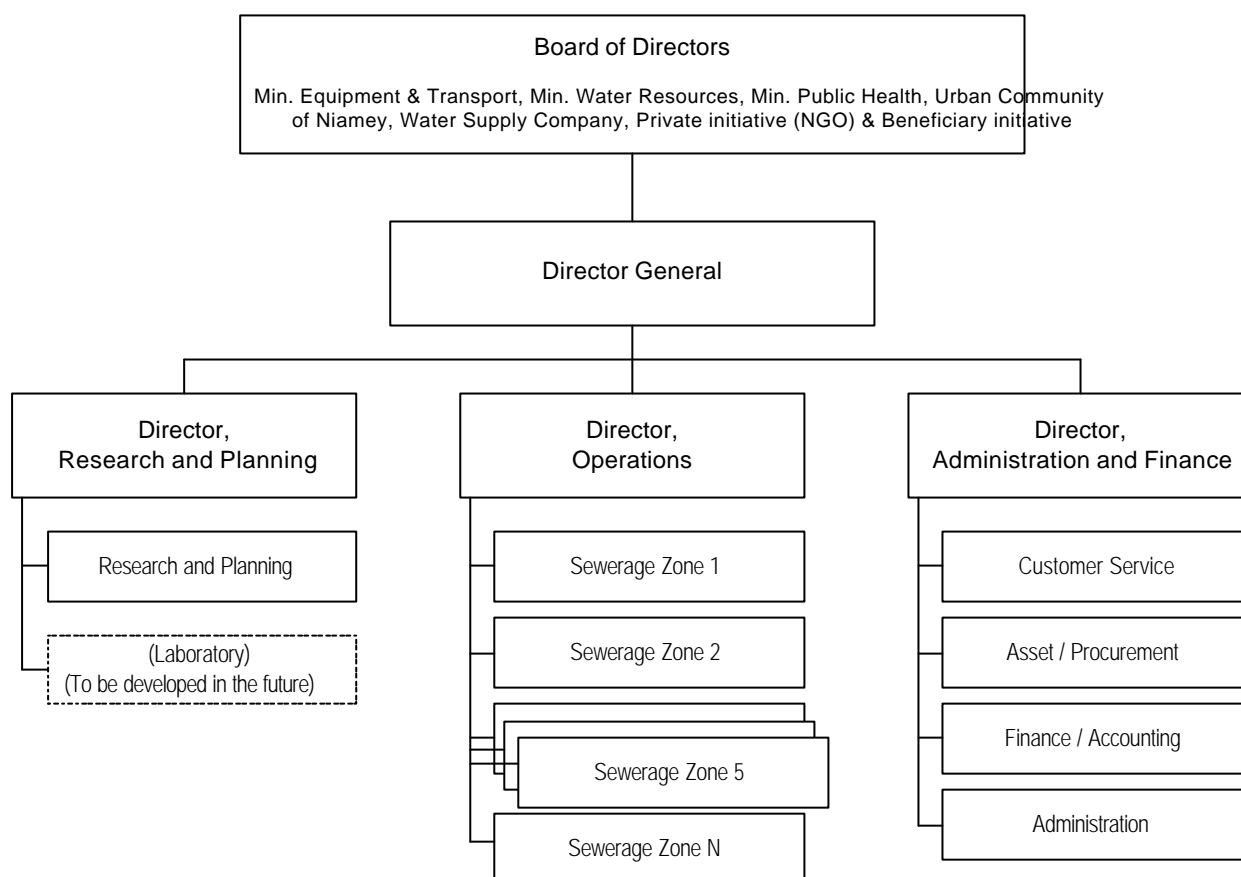 Board of Directors
Min. Equipment & Transport, Min. Water Resources, Min. Public Health, Urban Community
of Niamey, Water Supply Company, Private initiative (NGO) & Beneficiary initiative
Director General
Director,
Research and Planning
Research and Planning
(Laboratory)
(To be developed in the future)
Director,
Operations
Sewerage Zone 1
Sewerage Zone 2
Sewerage Zone 5
Sewerage Zone N
Director,
Administration and Finance
Customer Service
Asset / Procurement
Finance / Accounting
Administration